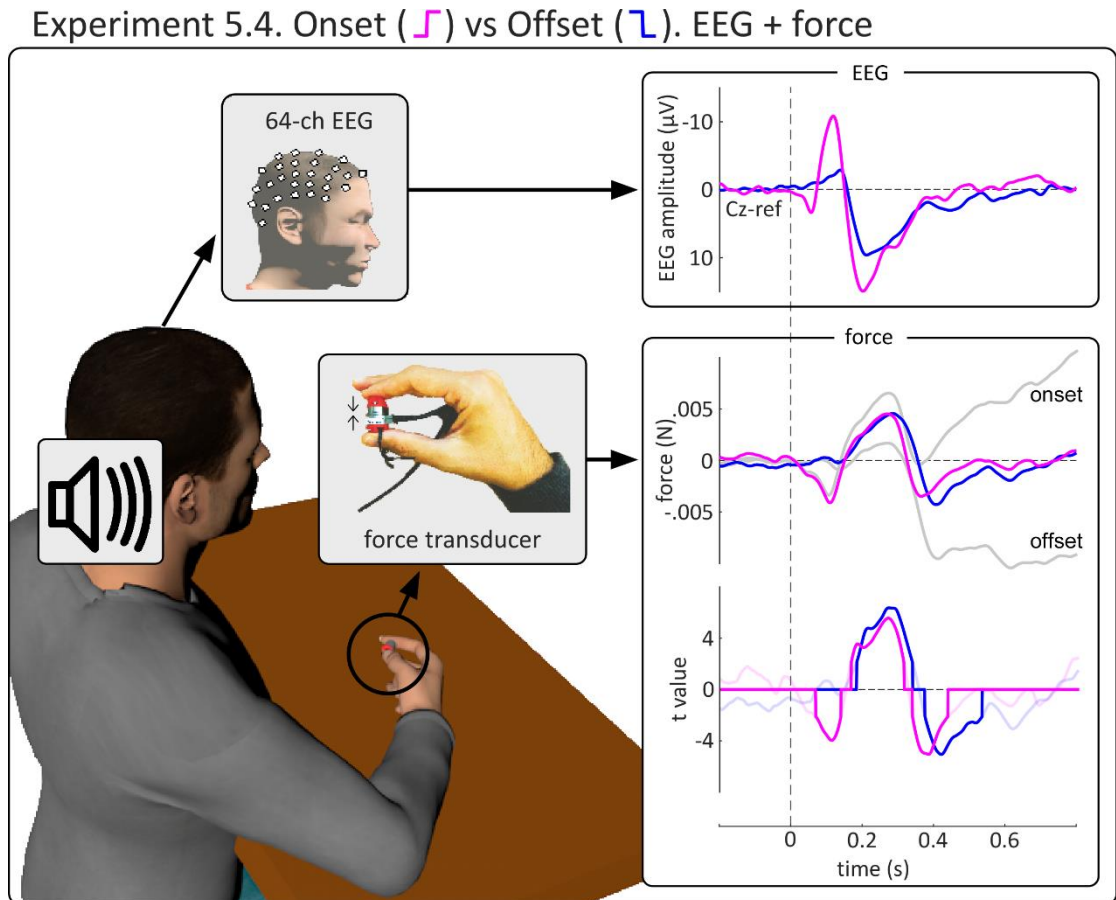 Experiment 5.4. Onset ( ) vs Offset ( ). EEG + force
64-ch EEG
EEG
EEG amplitude (µV)
-10
0
10
Cz-ref
force transducer
force
force (N)
.005
0
-.005
onset
offset
t value
4
0
-4
0 0.2 0.4 0.6
time (s)